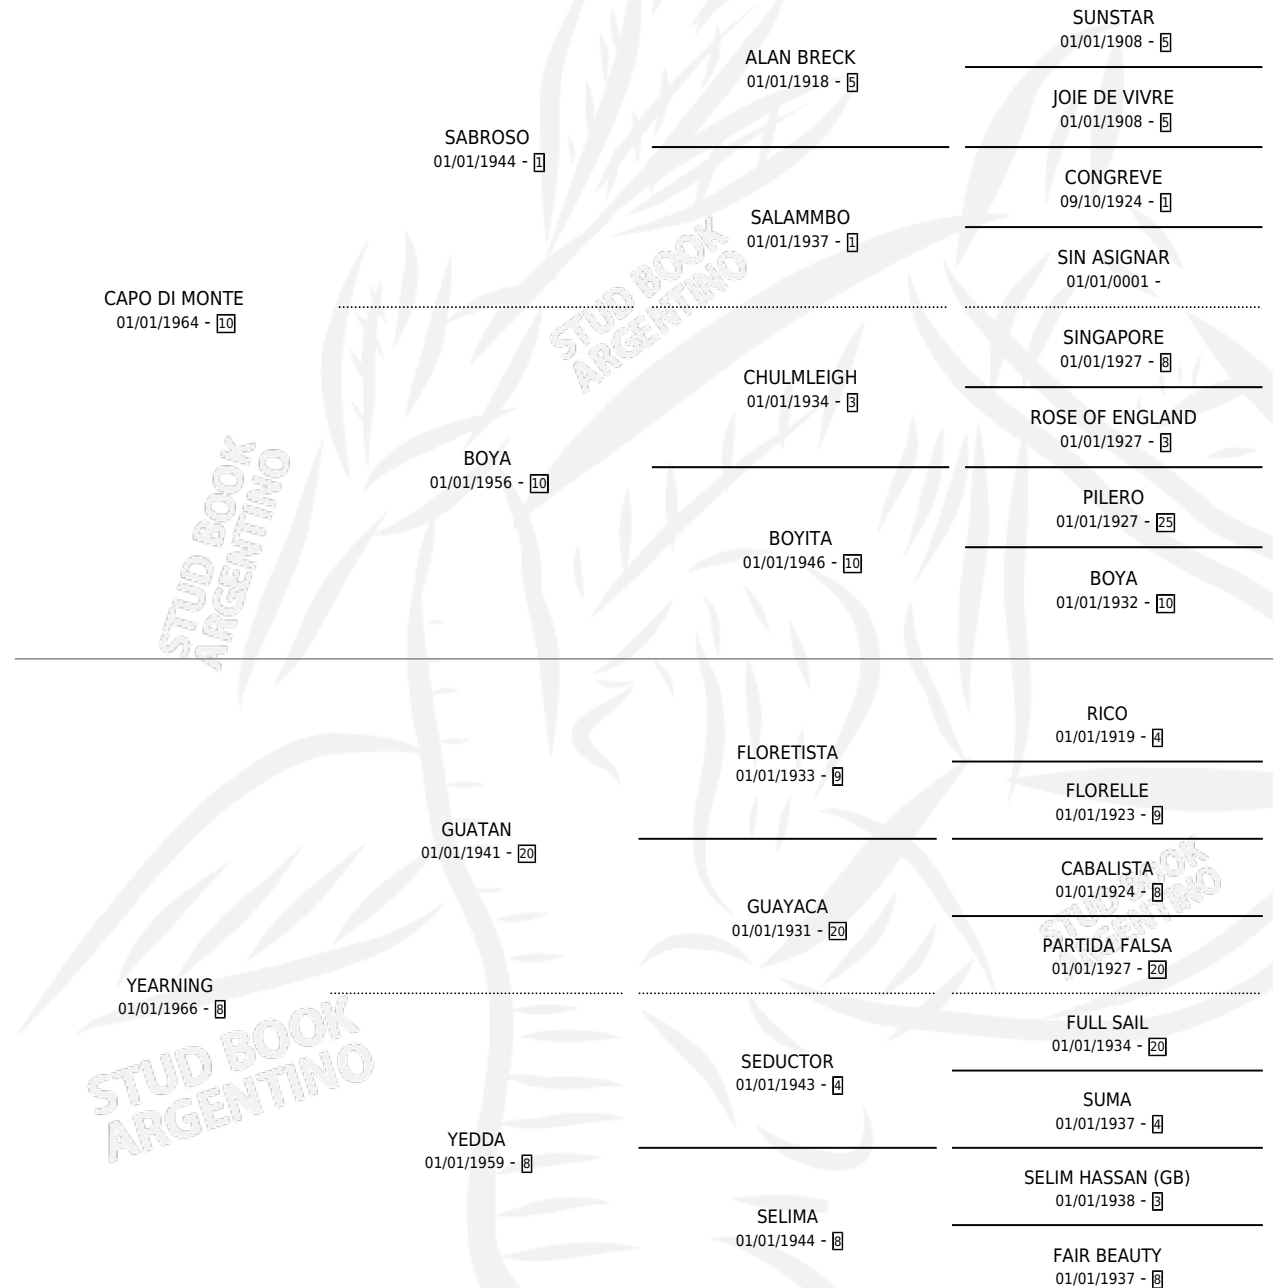 SUNSTAR
01/01/1908 - 5
ALAN BRECK
01/01/1918 - 5
JOIE DE VIVRE
01/01/1908 - 5
SABROSO
01/01/1944 - 1
CONGREVE
09/10/1924 - 1
SALAMMBO
01/01/1937 - 1
SIN ASIGNAR
01/01/0001 -
CAPO DI MONTE
01/01/1964 - 10
SINGAPORE
01/01/1927 - 8
CHULMLEIGH
01/01/1934 - 3
ROSE OF ENGLAND
01/01/1927 - 3
BOYA
01/01/1956 - 10
PILERO
01/01/1927 - 25
BOYITA
01/01/1946 - 10
BOYA
01/01/1932 - 10
RICO
01/01/1919 - 4
FLORETISTA
01/01/1933 - 9
FLORELLE
01/01/1923 - 9
GUATAN
01/01/1941 - 20
CABALISTA
01/01/1924 - 8
GUAYACA
01/01/1931 - 20
PARTIDA FALSA
01/01/1927 - 20
YEARNING
01/01/1966 - 8
FULL SAIL
01/01/1934 - 20
SEDUCTOR
01/01/1943 - 4
SUMA
01/01/1937 - 4
YEDDA
01/01/1959 - 8
SELIM HASSAN (GB)
01/01/1938 - 3
SELIMA
01/01/1944 - 8
FAIR BEAUTY
01/01/1937 - 8
STUD BOOK
ARGENTINO
STUD BOOK
ARGENTINO
STUD BOOK
ARGENTINO
STUD BOOK
ARGENTINO